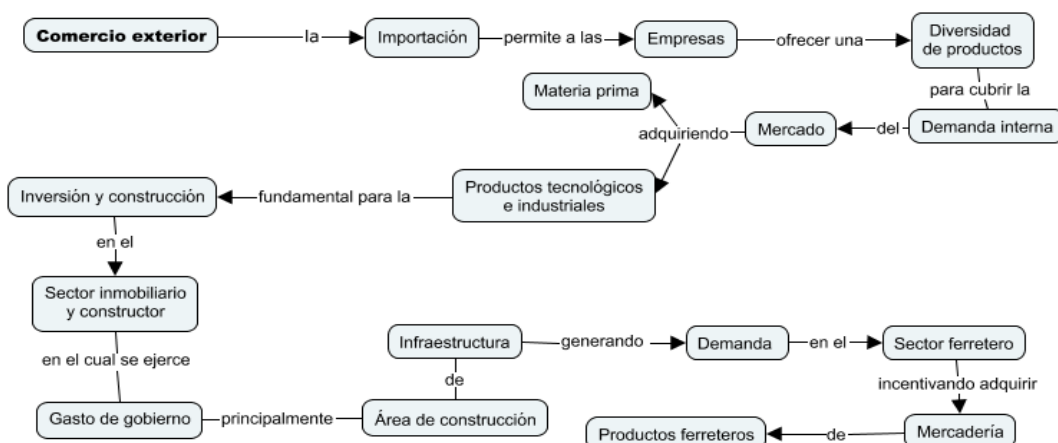 Comercio exterior
la
Importación
permite a las
Empresas
ofrecer una
Diversidad
de productos
para cubrir la
Demanda interna
del
Mercado
adquiriendo
Materia prima
Productos tecnológicos
e industriales
fundamental para la
Inversión y construcción
en el
Sector inmobiliario
y constructor
en el cual se ejerce
Gasto de gobierno
principalmente
Área de construcción
de
Infraestructura
generando
Demanda
en el
Sector ferretero
incentivando adquirir
Mercadería
de
Productos ferreteros